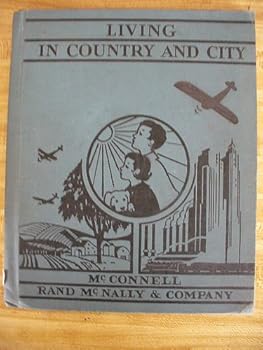 LIVING
IN COUNTRY AND CITY
MCCONNELL
RAND MCNALLY & COMPANY